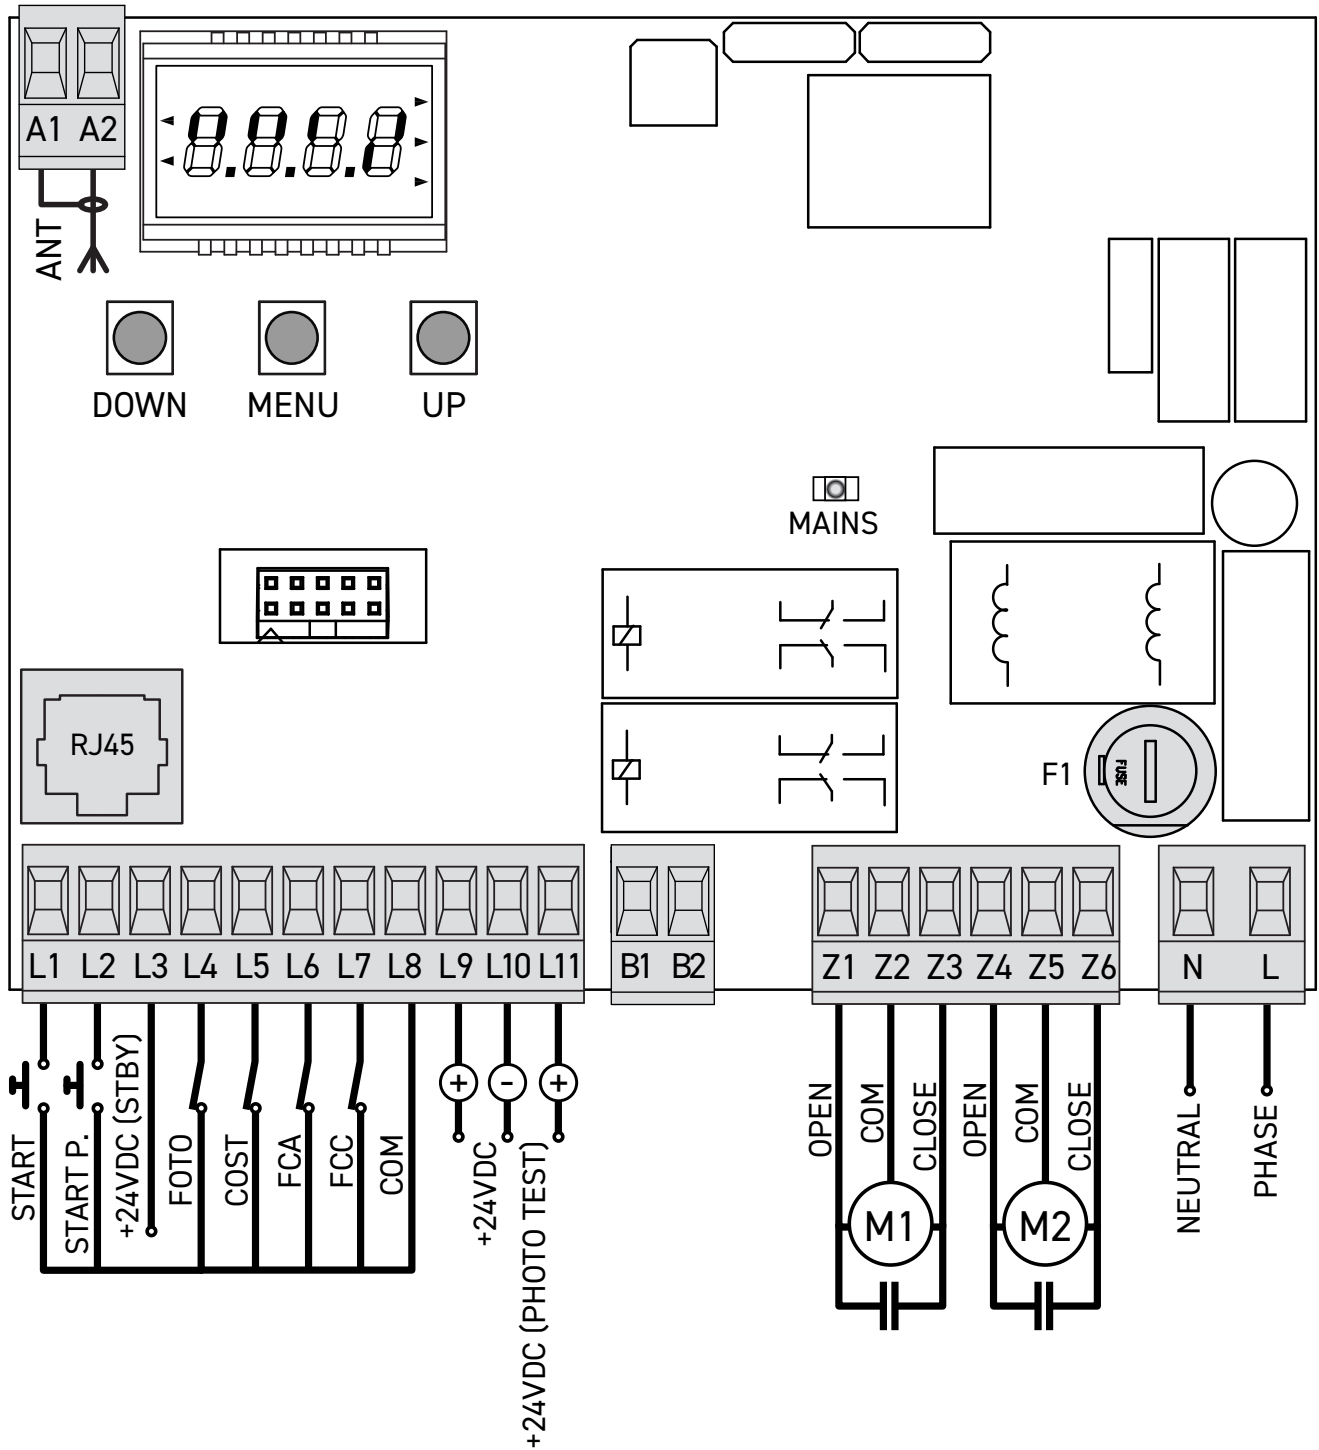 A1 A2
ANT
DOWN MENU UP
MAINS
RJ45
F1
FUSE
L1 L2 L3 L4 L5 L6 L7 L8 L9 L10 L11
B1 B2
Z1 Z2 Z3 Z4 Z5 Z6
N L
START
START P.
+24VDC (STBY)
FOTO
COST
FCA
FCC
COM
+24VDC
+24VDC (PHOTO TEST)
OPEN
COM
CLOSE
OPEN
COM
CLOSE
M1
M2
NEUTRAL
PHASE